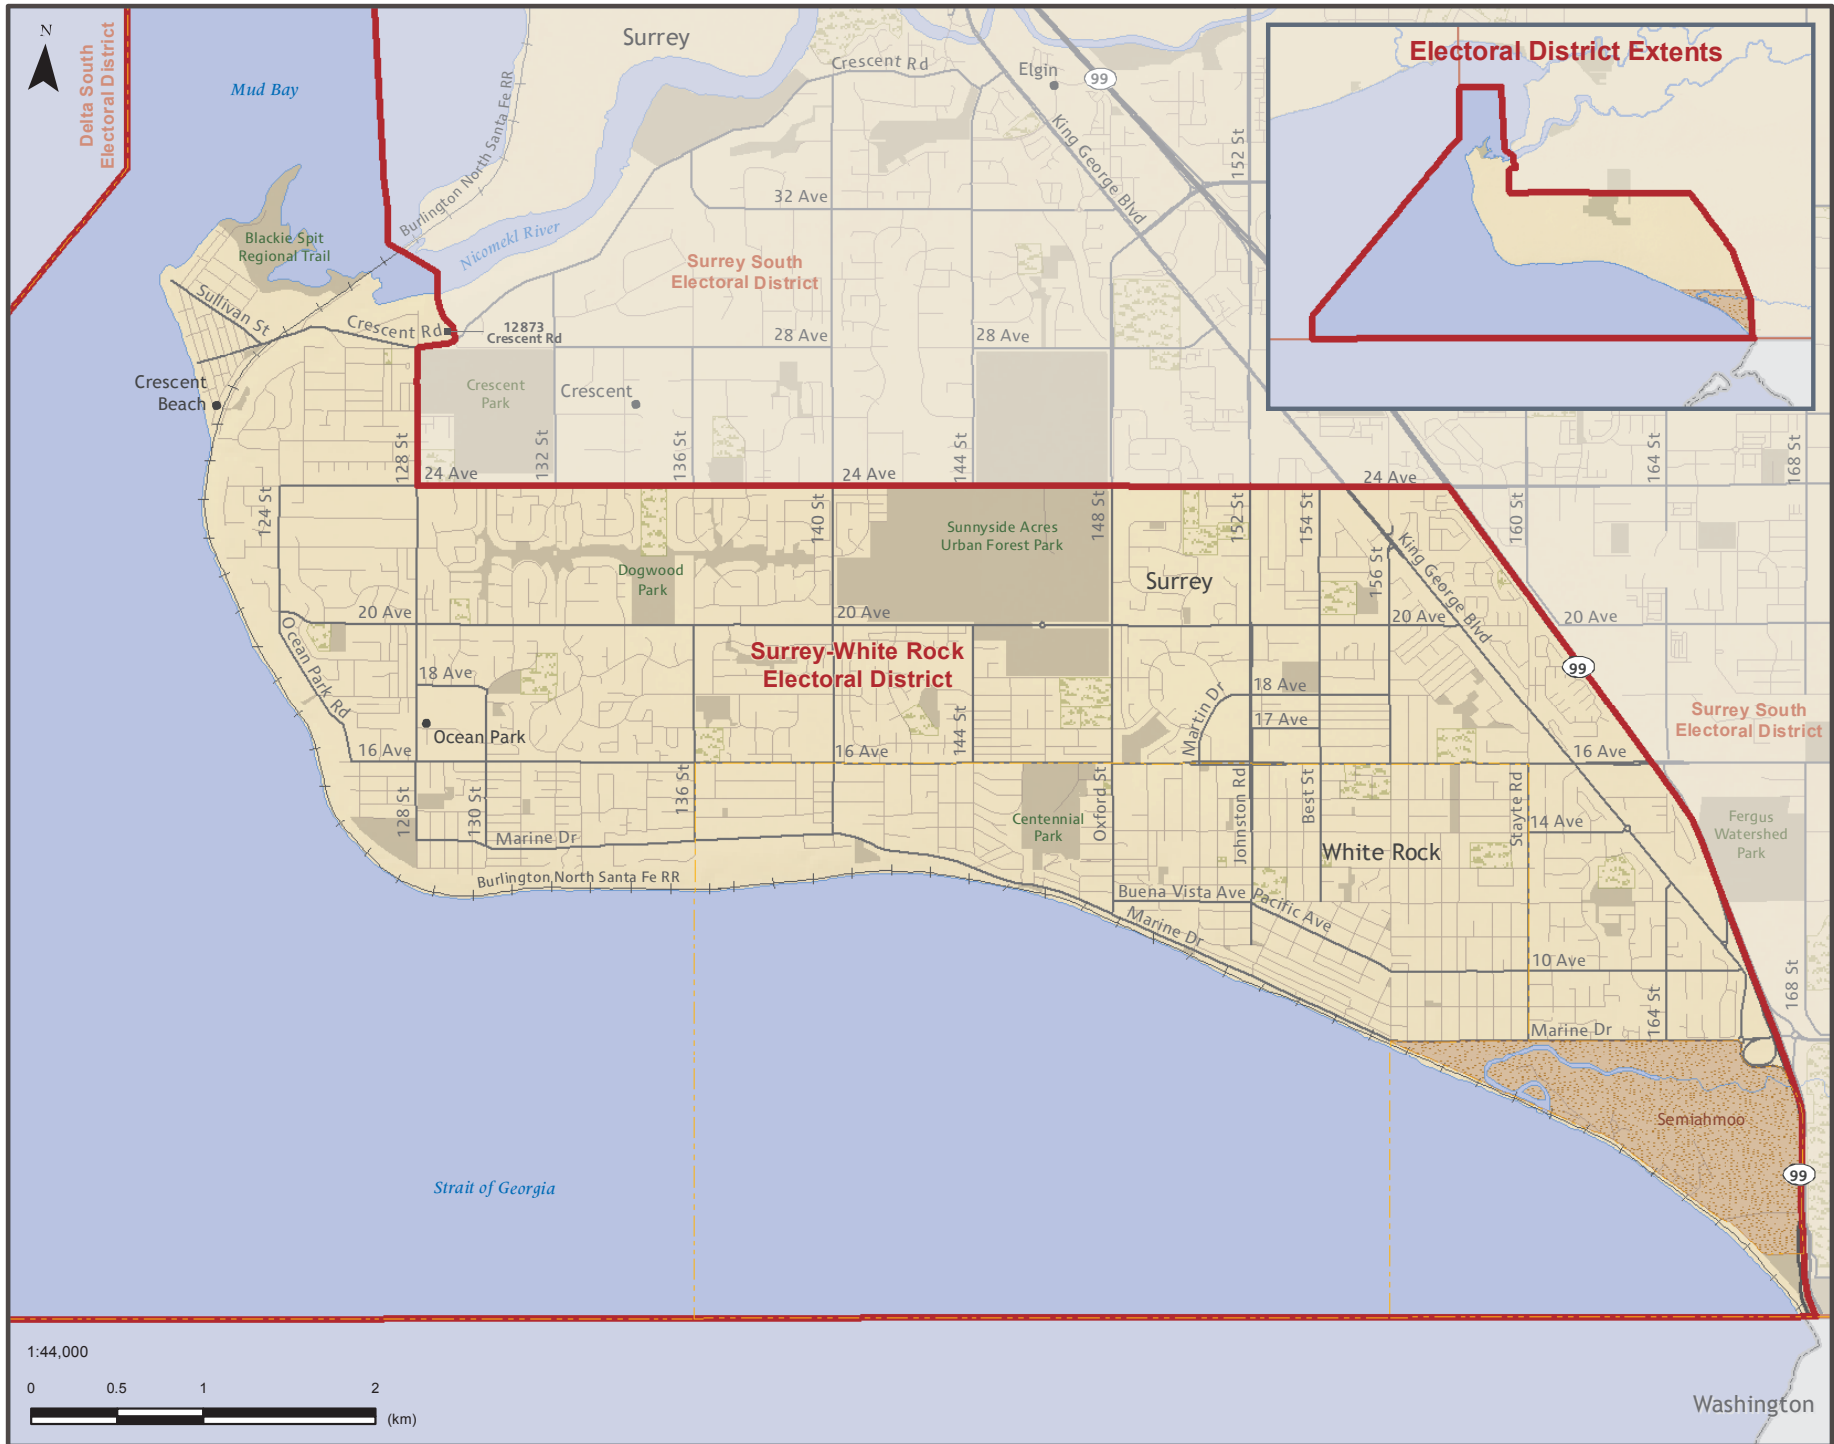 N
Delta South
Electoral District
Mud Bay
Surrey
Burlington North Santa Fe RR
Crescent Rd
Elgin
99
King George Blvd
152 St
Electoral District Extents
32 Ave
Nicomekl River
Blackie Spit
Regional Trail
Surrey South
Electoral District
Sullivan St
Crescent Rd
12873
Crescent Rd
28 Ave
28 Ave
Crescent
Beach
Crescent
Park
Crescent
128 St
132 St
136 St
144 St
164 St
168 St
24 Ave
24 Ave
24 Ave
124 St
140 St
Sunnyside Acres
Urban Forest Park
148 St
152 St
154 St
156 St
160 St
King George Blvd
Dogwood
Park
Surrey
20 Ave
20 Ave
20 Ave
20 Ave
Ocean Park Rd
Surrey-White Rock
Electoral District
99
18 Ave
18 Ave
Martin Dr
17 Ave
Surrey South
Electoral District
Ocean Park
144 St
16 Ave
16 Ave
16 Ave
128 St
130 St
136 St
Centennial
Park
Oxford St
Johnston Rd
Best St
Stayte Rd
14 Ave
Fergus
Watershed
Park
Marine Dr
White Rock
Burlington North Santa Fe RR
Buena Vista Ave
Pacific Ave
Marine Dr
10 Ave
164 St
168 St
Marine Dr
Semiahmoo
99
Strait of Georgia
1:44,000
0 0.5 1 2
(km)
Washington